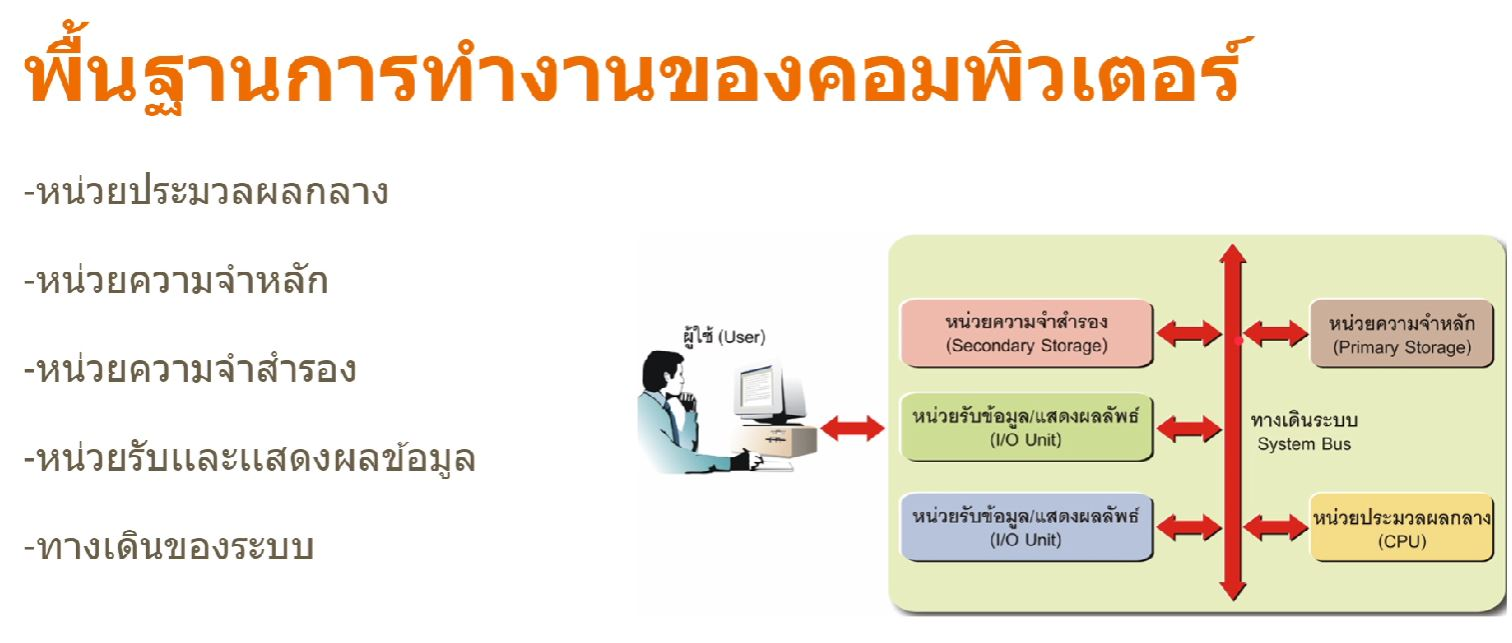 พื้นฐานการทำงานของคอมพิวเตอร์
-หน่วยประมวลผลกลาง
-หน่วยความจำหลัก
-หน่วยความจำสำรอง
-หน่วยรับและแสดงผลข้อมูล
-ทางเดินของระบบ
ผู้ใช้ (User)
หน่วยความจำสำรอง
(Secondary Storage)
หน่วยความจำหลัก
(Primary Storage)
หน่วยรับข้อมูล/แสดงผลลัพธ์
(I/O Unit)
ทางเดินระบบ
System Bus
หน่วยรับข้อมูล/แสดงผลลัพธ์
(I/O Unit)
หน่วยประมวลผลกลาง
(CPU)